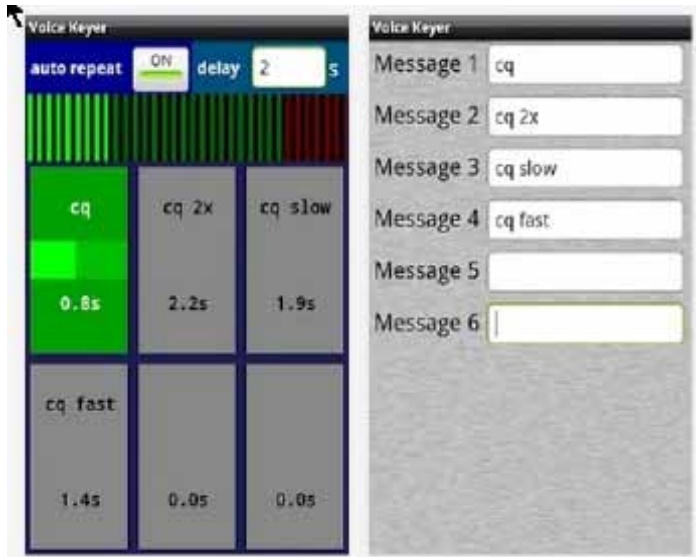 Voice Keyer
auto repeat ON delay 2 s
cq cq 2x cq slow
0.8s 2.2s 1.9s
cq fast
1.4s 0.0s 0.0s
Voice Keyer
Message 1 cq
Message 2 cq 2x
Message 3 cq slow
Message 4 cq fast
Message 5
Message 6